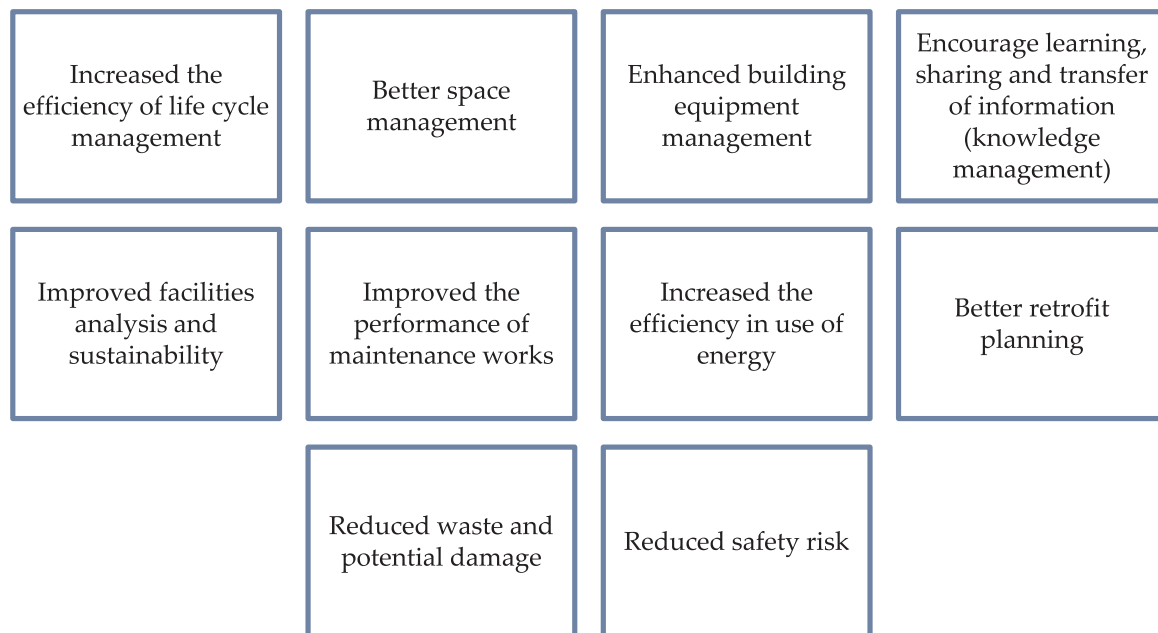 Increased the
efficiency of life cycle
management
Better space
management
Enhanced building
equipment
management
Encourage learning,
sharing and transfer
of information
(knowledge
management)
Improved facilities
analysis and
sustainability
Improved the
performance of
maintenance works
Increased the
efficiency in use of
energy
Better retrofit
planning
Reduced waste and
potential damage
Reduced safety risk